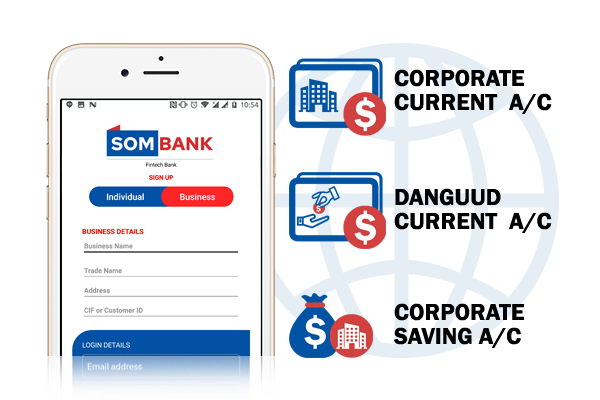 10:54
SOMBANK
Fintech Bank
SIGN UP
Individual
Business
BUSINESS DETAILS
Business Name
Trade Name
Address
CIF or Customer ID
LOGIN DETAILS
Email address
$
CORPORATE
CURRENT A/C
$
DANGUUD
CURRENT A/C
$
CORPORATE
SAVING A/C